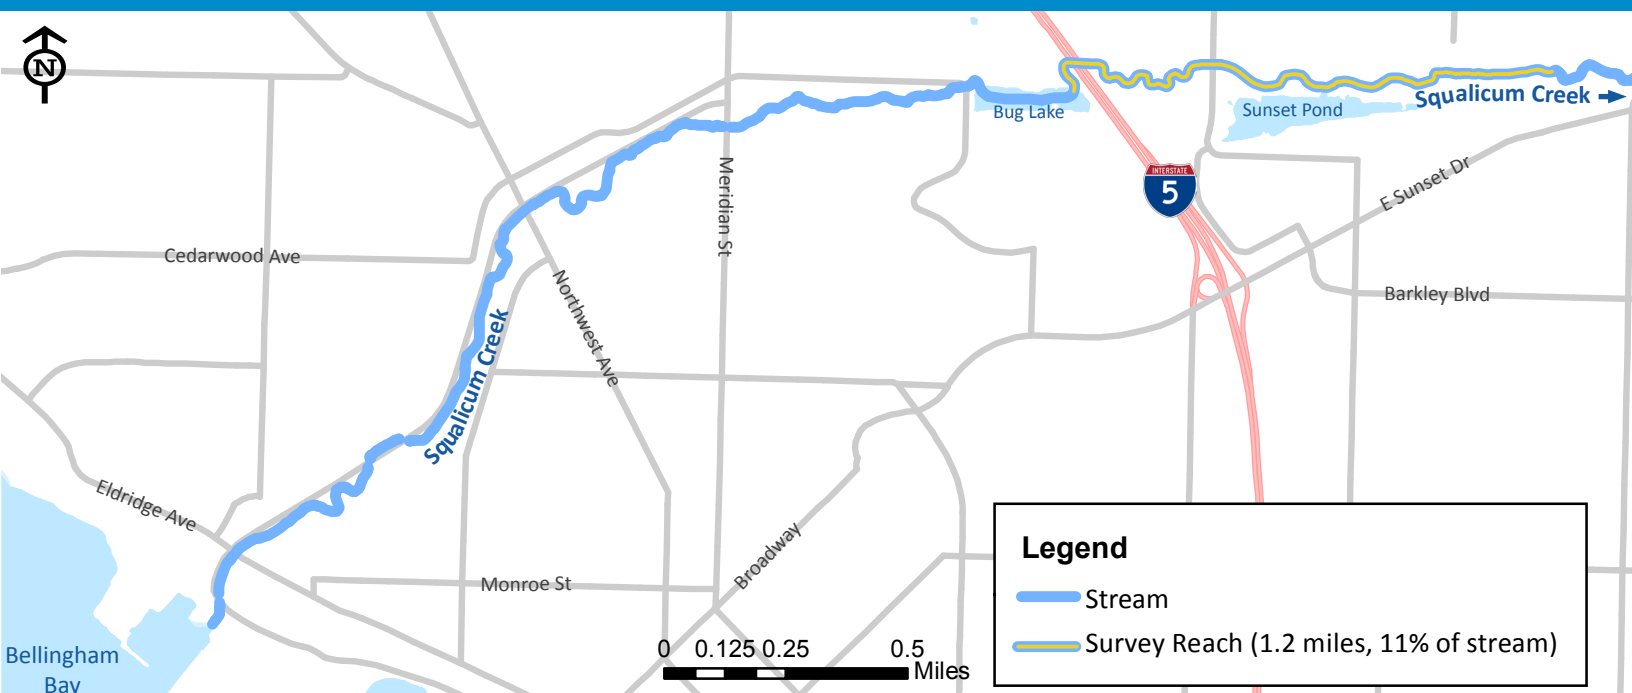 N
Bug Lake
Sunset Pond
Squalicum Creek
INTERSTATE
5
E Sunset Dr
Meridian St
Cedarwood Ave
Northwest Ave
Barkley Blvd
Squalicum Creek
Eldridge Ave
Broadway
Monroe St
Bellingham
Bay
0 0.125 0.25 0.5
Miles
Legend
Stream
Survey Reach (1.2 miles, 11% of stream)